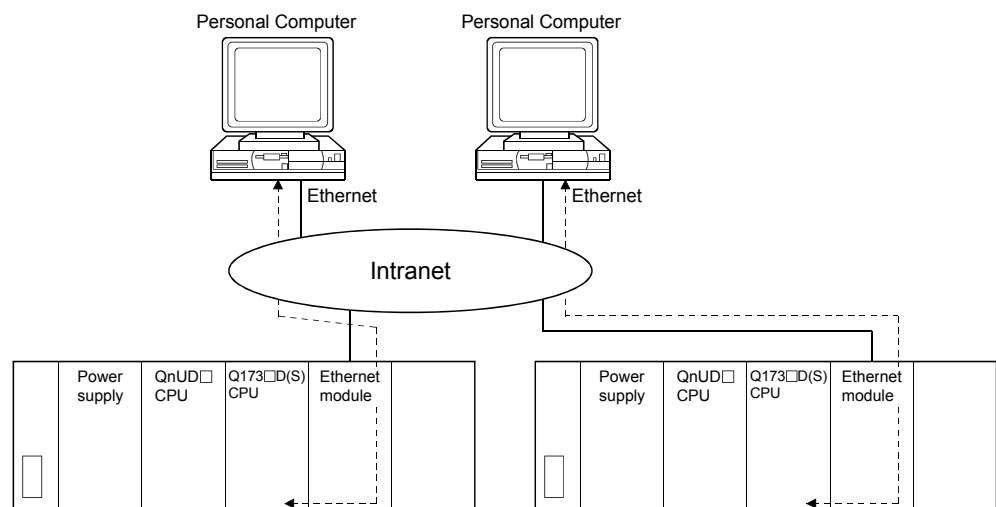 Personal Computer
Personal Computer
Ethernet
Ethernet
Intranet
Power
supply
QnUD□
CPU
Q173□D(S)
CPU
Ethernet
module
Power
supply
QnUD□
CPU
Q173□D(S)
CPU
Ethernet
module